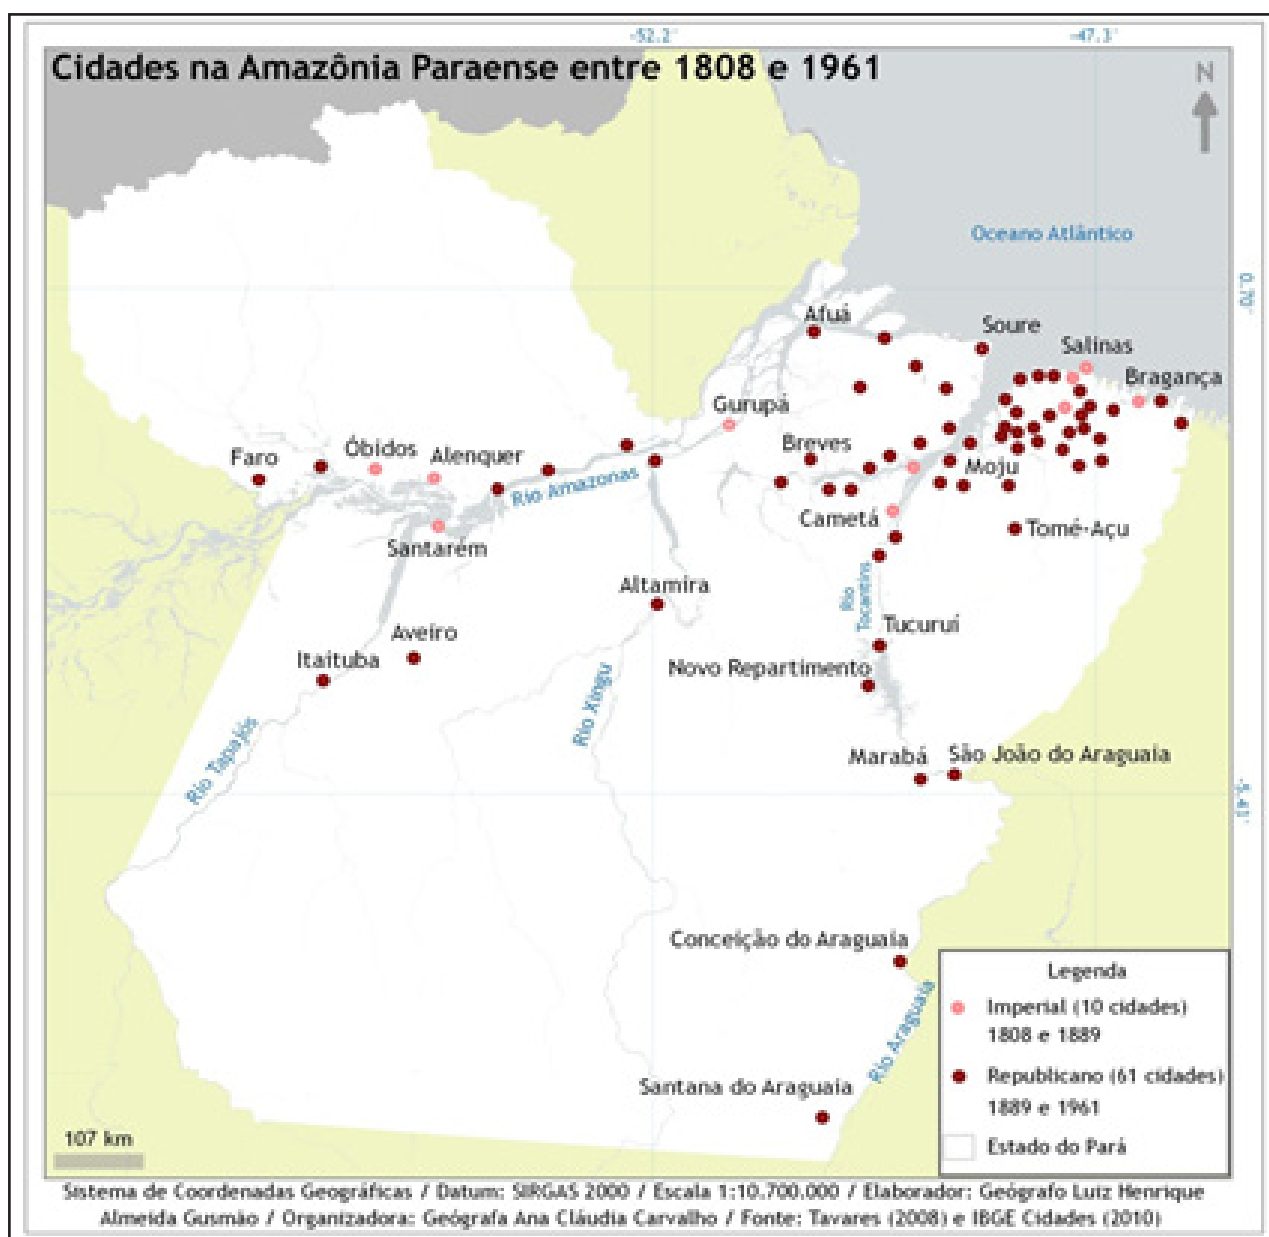 -52.2°
-47.3°
Cidades na Amazônia Paraense entre 1808 e 1961
N
Oceano Atlântico
0.70°
Afuá
Soure
Salinas
Bragança
Gurupá
Breves
Faro
Óbidos
Alenquer
Rio Amazonas
Moju
Cametá
Santarém
Tomé-Açu
Altamira
Rio Tocantins
Aveiro
Tucuruí
Itaituba
Novo Repartimento
Rio Xingu
Rio Tapajós
Marabá
São João do Araguaia
-5.41°
Conceição do Araguaia
Rio Araguaia
Santana do Araguaia
Legenda
Imperial (10 cidades)
1808 e 1889
Republicano (61 cidades)
1889 e 1961
Estado do Pará
107 km
Sistema de Coordenadas Geográficas / Datum: SIRGAS 2000 / Escala 1:10.700.000 / Elaborador: Geógrafo Luiz Henrique
Almeida Gusmão / Organizadora: Geógrafa Ana Cláudia Carvalho / Fonte: Tavares (2008) e IBGE Cidades (2010)